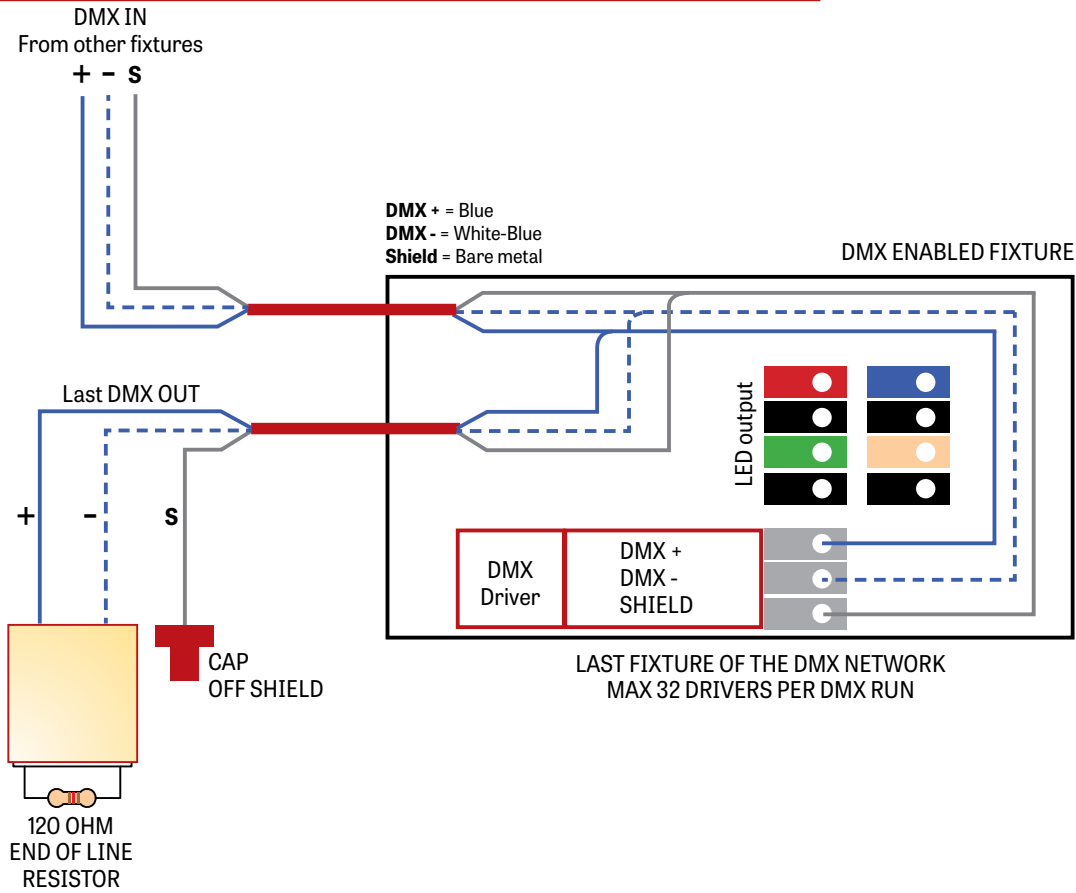 DMX IN
From other fixtures
+ - S
DMX + = Blue
DMX - = White-Blue
Shield = Bare metal
DMX ENABLED FIXTURE
Last DMX OUT
LED output
+ - S
DMX
Driver
DMX +
DMX -
SHIELD
CAP
OFF SHIELD
LAST FIXTURE OF THE DMX NETWORK
MAX 32 DRIVERS PER DMX RUN
120 OHM
END OF LINE
RESISTOR